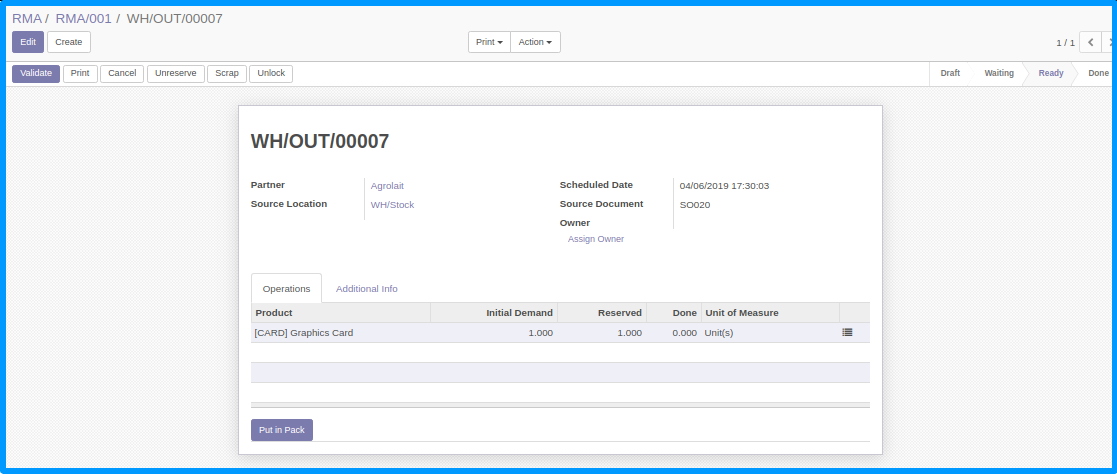 RMA / RMA/001 / WH/OUT/00007
Edit Create Print Action 1 / 1
Validate Print Cancel Unreserve Scrap Unlock Draft Waiting Ready Done
WH/OUT/00007
Partner Agrolait Scheduled Date 04/06/2019 17:30:03
Source Location WH/Stock Source Document SO020
Owner
Assign Owner
Operations Additional Info
Product Initial Demand Reserved Done Unit of Measure
[CARD] Graphics Card 1.000 1.000 0.000 Unit(s)
Put in Pack